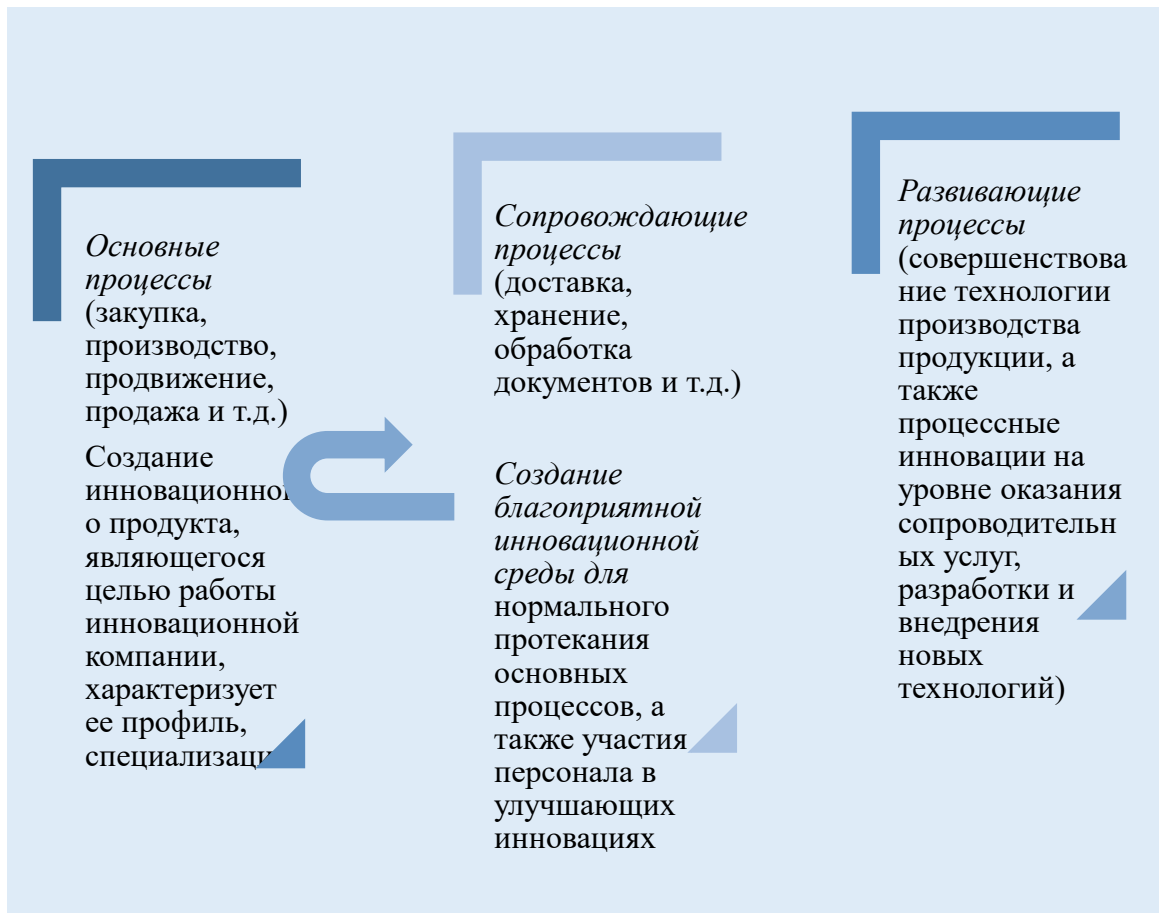 Основные
процессы
(закупка,
производство,
продвижение,
продажа и т.д.)
Создание
инновационног
о продукта,
являющегося
целью работы
инновационной
компании,
характеризует
ее профиль,
специализаци
Сопровождающие
процессы
(доставка,
хранение,
обработка
документов и т.д.)
Создание
благоприятной
инновационной
среды для
нормального
протекания
основных
процессов, а
также участия
персонала в
улучшающих
инновациях
Развивающие
процессы
(совершенствова
ние технологии
производства
продукции, а
также
процессные
инновации на
уровне оказания
сопроводительн
ых услуг,
разработки и
внедрения
новых
технологий)